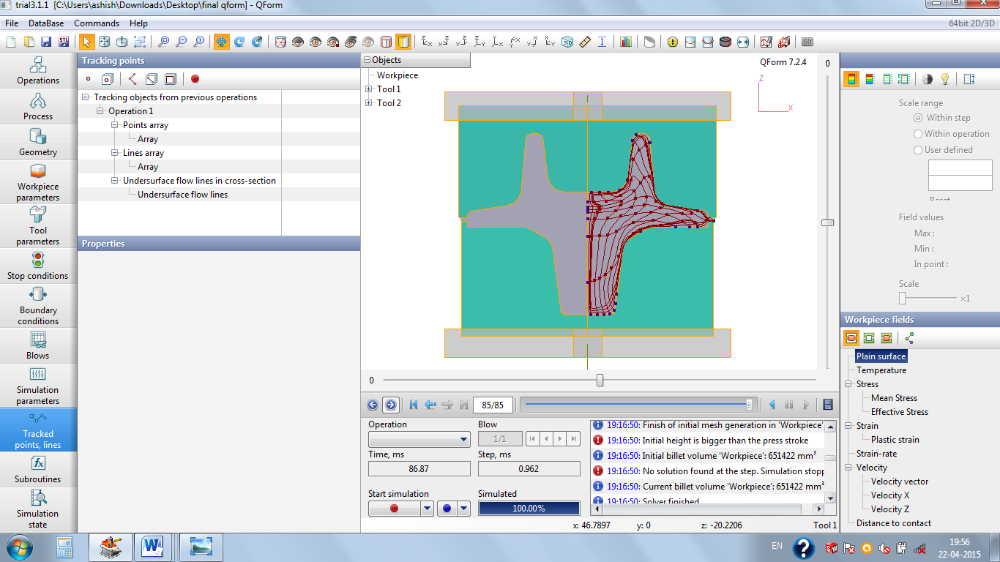 trial3.1.1 [C:\Users\ashish\Downloads\Desktop\final qform] - QForm
File DataBase Commands Help
64bit 2D/3D
Operations
Process
Geometry
Workpiece
parameters
Tool
parameters
Stop conditions
Boundary
conditions
Blows
Simulation
parameters
Tracked
points, lines
Subroutines
Simulation
state
Tracking points
Tracking objects from previous operations
Operation 1
Points array
Array
Lines array
Array
Undersurface flow lines in cross-section
Undersurface flow lines
Properties
Objects
Workpiece
Tool 1
Tool 2
QForm 7.2.4
Z
X
0
0
85/85
Operation
Blow
1/1
Time, ms
Step, ms
86.87
0.962
Start simulation
Simulated
100.00%
19:16:50: Finish of initial mesh generation in 'Workpiece'
19:16:50: Initial height is bigger than the press stroke
19:16:50: Initial billet volume 'Workpiece': 651422 mm³
19:16:50: No solution found at the step. Simulation stopp
19:16:50: Current billet volume 'Workpiece': 651422 mm³
19:16:50: Solver finished
x: 46.7897 y: 0 z: -20.2206 Tool 1
Scale range
Within step
Within operation
User defined
Reset
Field values
Max :
Min :
In point :
Scale
×1
Workpiece fields
Plain surface
Temperature
Stress
Mean Stress
Effective Stress
Strain
Plastic strain
Strain-rate
Velocity
Velocity vector
Velocity X
Velocity Z
Distance to contact
EN
19:56
22-04-2015